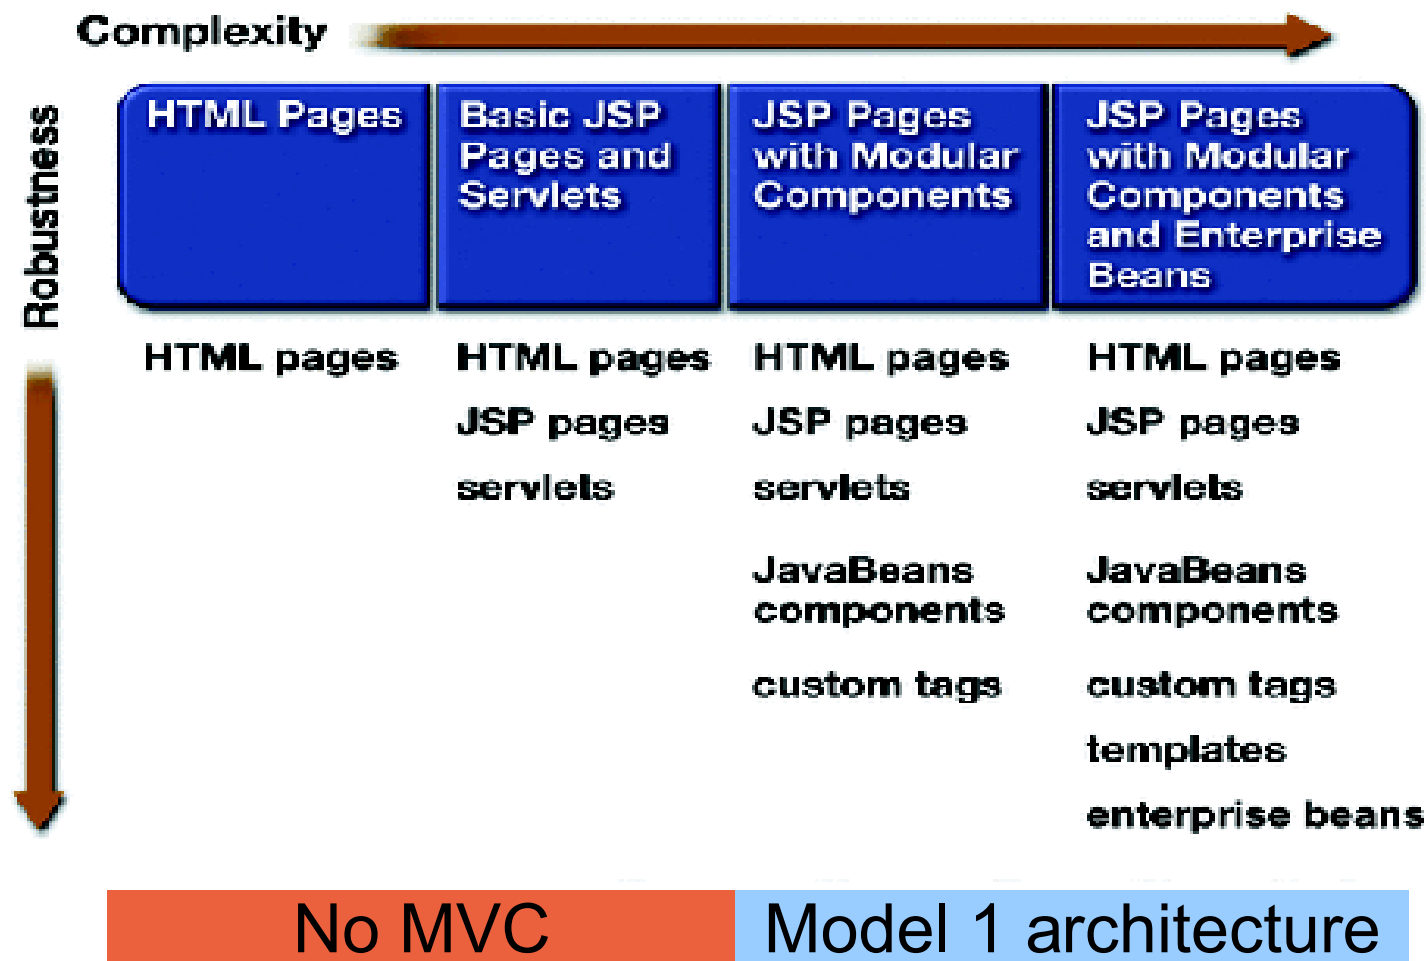 Complexity
Robustness
HTML Pages
Basic JSP
Pages and
Servlets
JSP Pages
with Modular
Components
JSP Pages
with Modular
Components
and Enterprise
Beans
HTML pages
HTML pages
JSP pages
servlets
HTML pages
JSP pages
servlets
JavaBeans
components
custom tags
HTML pages
JSP pages
servlets
JavaBeans
components
custom tags
templates
enterprise beans
No MVC
Model 1 architecture